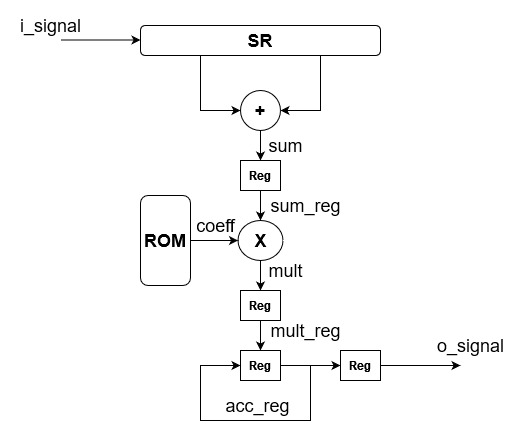 i_signal
SR
+
sum
Reg
sum_reg
ROM
coeff
X
mult
Reg
mult_reg
Reg
Reg
o_signal
acc_reg